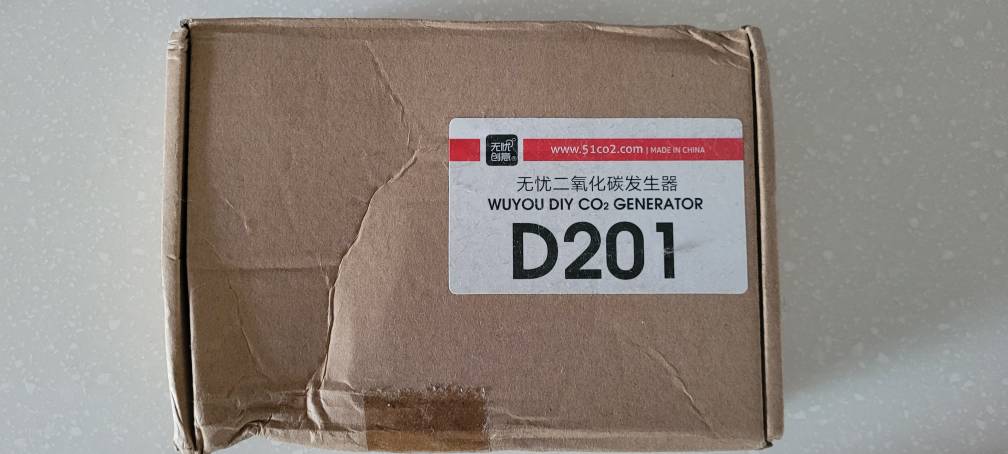 无忧
创意®
www.51co2.com | MADE IN CHINA
无忧二氧化碳发生器
WUYOU DIY CO₂ GENERATOR
D201